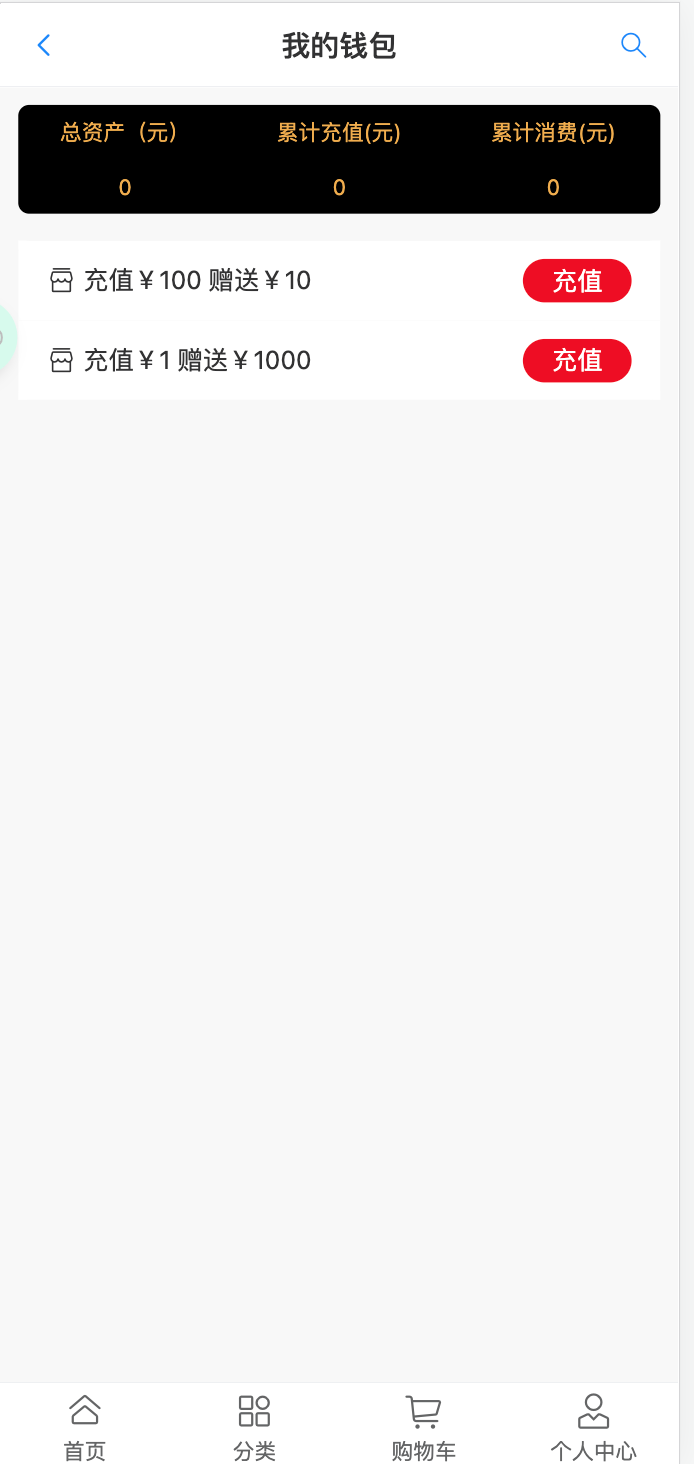 我的钱包
总资产（元） 累计充值(元) 累计消费(元)
0 0 0
充值￥100 赠送￥10 充值
充值￥1 赠送￥1000 充值
首页 分类 购物车 个人中心